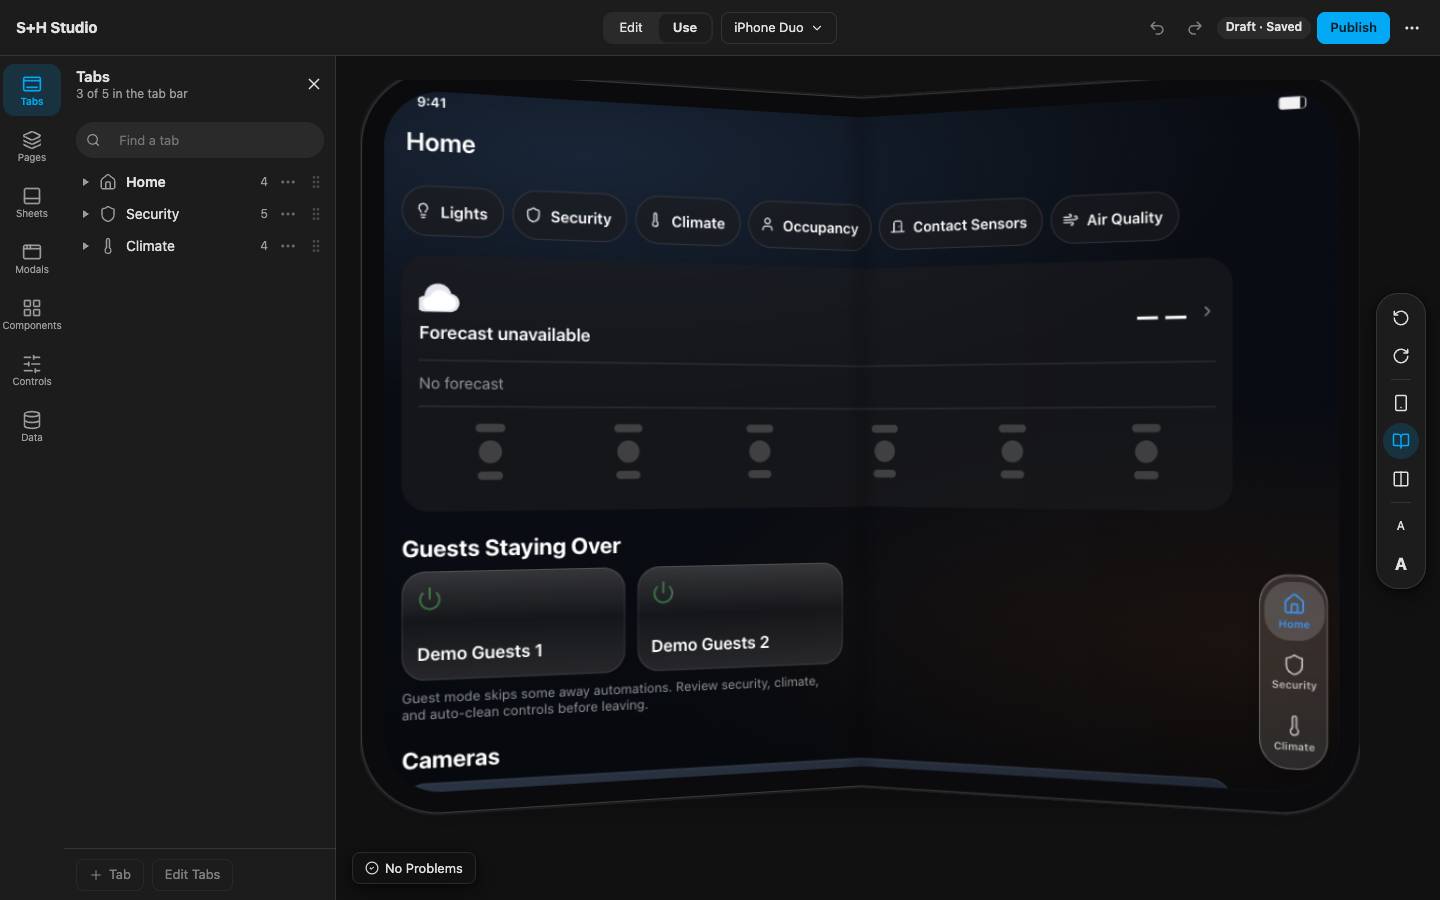 S+H Studio
Edit
Use
iPhone Duo
Draft · Saved
Publish
Tabs
Pages
Sheets
Modals
Components
Controls
Data
Tabs
3 of 5 in the tab bar
Find a tab
Home 4
Security 5
Climate 4
+ Tab
Edit Tabs
9:41
Home
Lights
Security
Climate
Occupancy
Contact Sensors
Air Quality
Forecast unavailable
— —
No forecast
Guests Staying Over
Demo Guests 1
Demo Guests 2
Guest mode skips some away automations. Review security, climate,
and auto-clean controls before leaving.
Cameras
Home
Security
Climate
A
A
No Problems